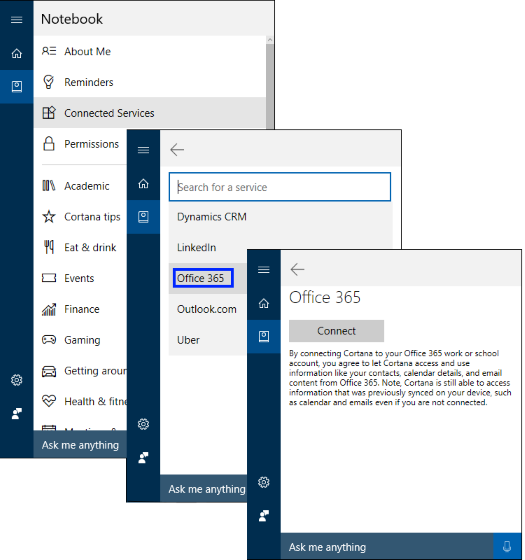 Notebook
About Me
Reminders
Connected Services
Permissions
Academic
Cortana tips
Eat & drink
Events
Finance
Gaming
Getting aroun
Health & fitne
Ask me anything
Search for a service
Dynamics CRM
LinkedIn
Office 365
Outlook.com
Uber
Ask me anything
Office 365
Connect
By connecting Cortana to your Office 365 work or school
account, you agree to let Cortana access and use
information like your contacts, calendar details, and email
content from Office 365. Note, Cortana is still able to access
information that was previously synced on your device, such
as calendar and emails even if you are not connected.
Ask me anything